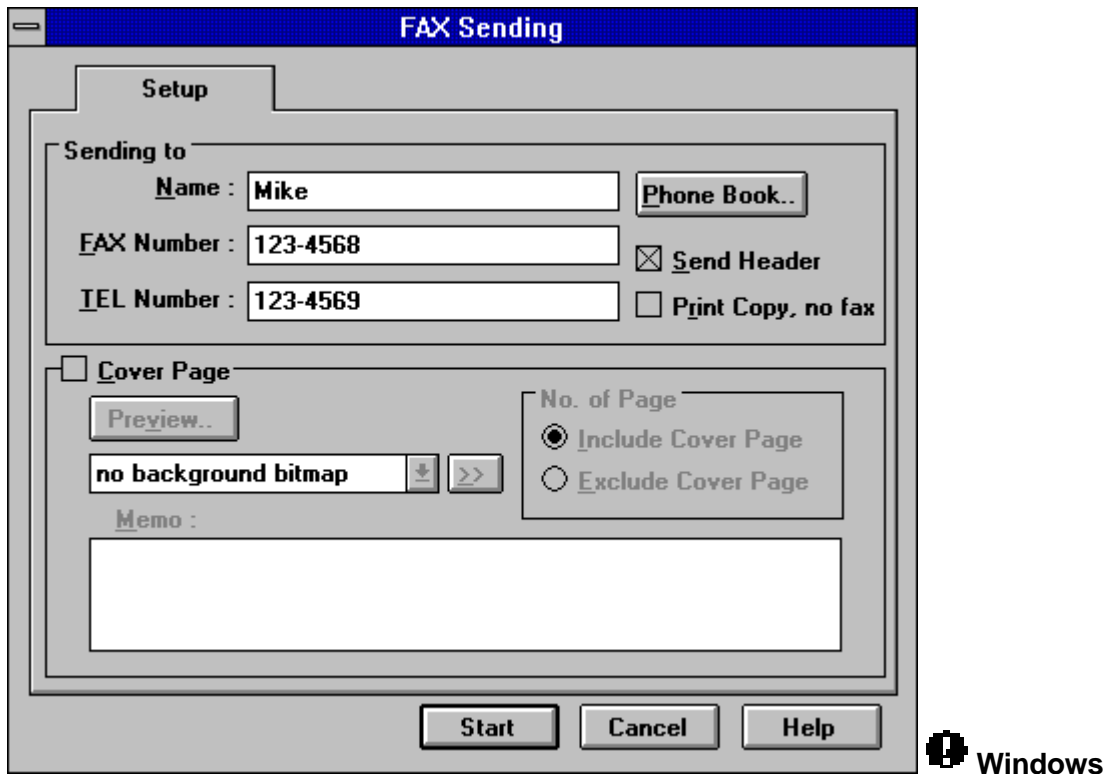 FAX Sending
Setup
Sending to
Name :
Mike
Phone Book..
FAX Number :
123-4568
Send Header
TEL Number :
123-4569
Print Copy, no fax
Cover Page
Preview..
No. of Page
Include Cover Page
no background bitmap
>>
Exclude Cover Page
Memo :
Start
Cancel
Help
Windows